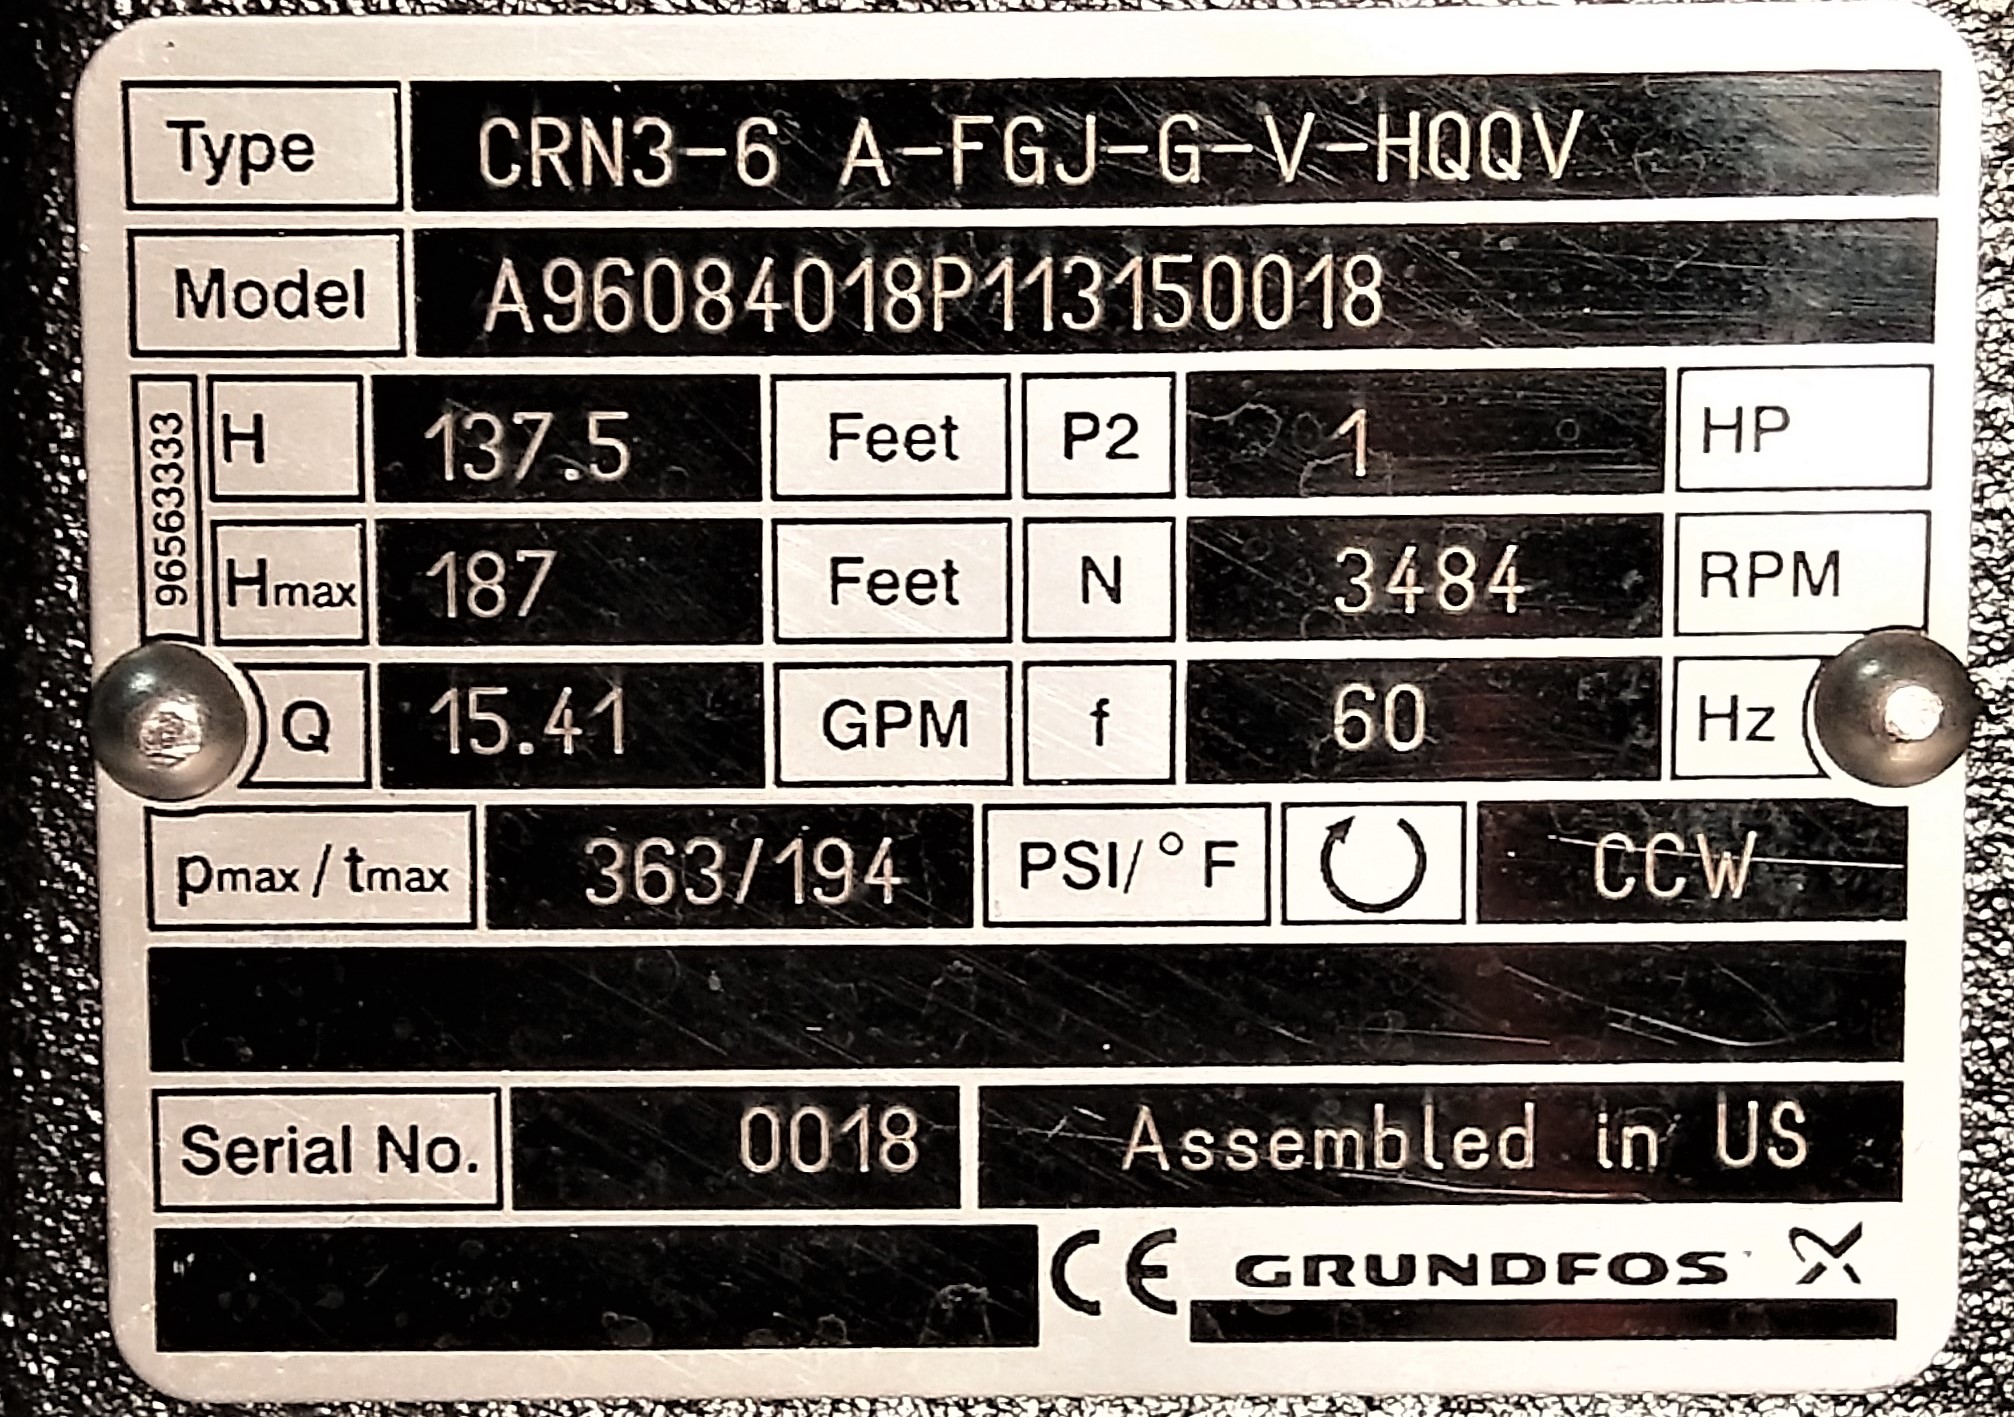 Type CRN3-6 A-FGJ-G-V-HQQV
Model A96084018P113150018
96563333
H 137.5 Feet P2 1 HP
Hmax 187 Feet N 3484 RPM
Q 15.41 GPM f 60 Hz
pmax/tmax 363/194 PSI/°F CCW
Serial No. 0018 Assembled in US
CE GRUNDFOS